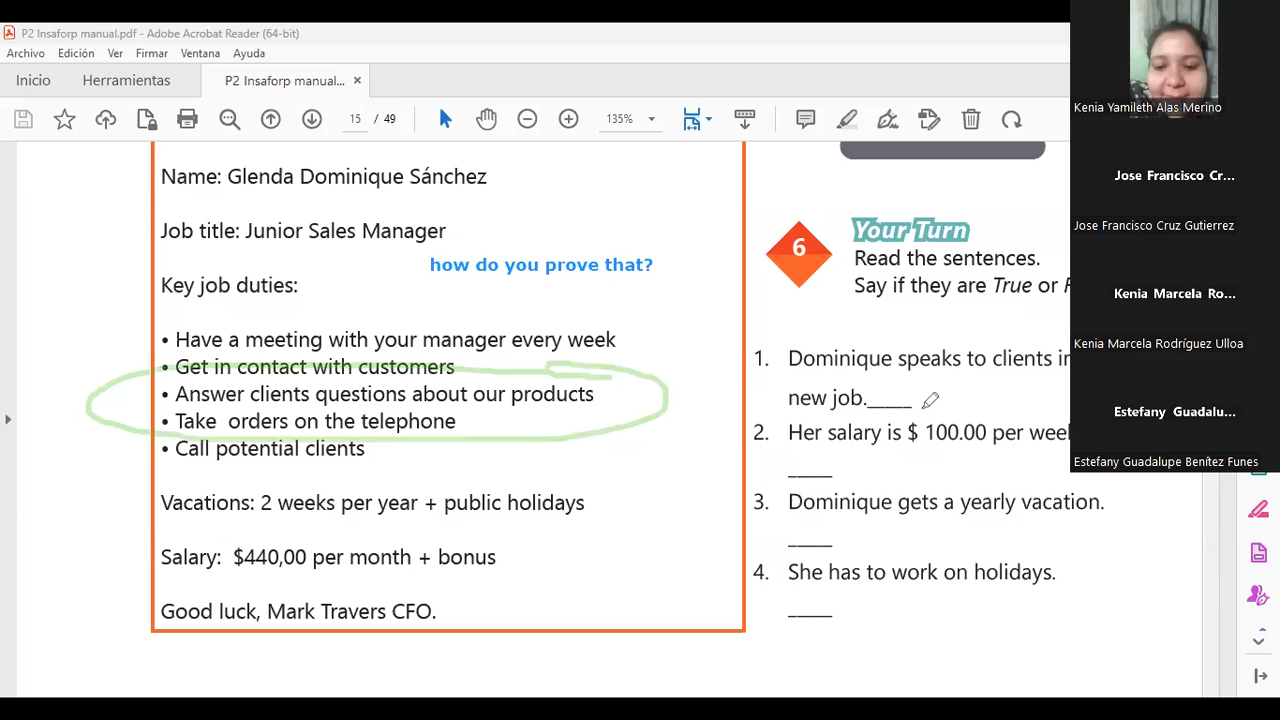 P2 Insaforp manual.pdf - Adobe Acrobat Reader (64-bit)
Archivo Edición Ver Firmar Ventana Ayuda
Inicio Herramientas P2 Insaforp manual... ×
15 / 49 135%
Name: Glenda Dominique Sánchez
Job title: Junior Sales Manager
how do you prove that?
Key job duties:
• Have a meeting with your manager every week
• Get in contact with customers
• Answer clients questions about our products
• Take orders on the telephone
• Call potential clients
Vacations: 2 weeks per year + public holidays
Salary: $440,00 per month + bonus
Good luck, Mark Travers CFO.
6 Your Turn
Read the sentences.
Say if they are True or
1. Dominique speaks to clients in
new job._____
2. Her salary is $ 100.00 per week
_____
3. Dominique gets a yearly vacation.
_____
4. She has to work on holidays.
_____
Kenia Yamileth Alas Merino
Jose Francisco Cr...
Jose Francisco Cruz Gutierrez
Kenia Marcela Ro...
Kenia Marcela Rodríguez Ulloa
Estefany Guadalu...
Estefany Guadalupe Benítez Funes